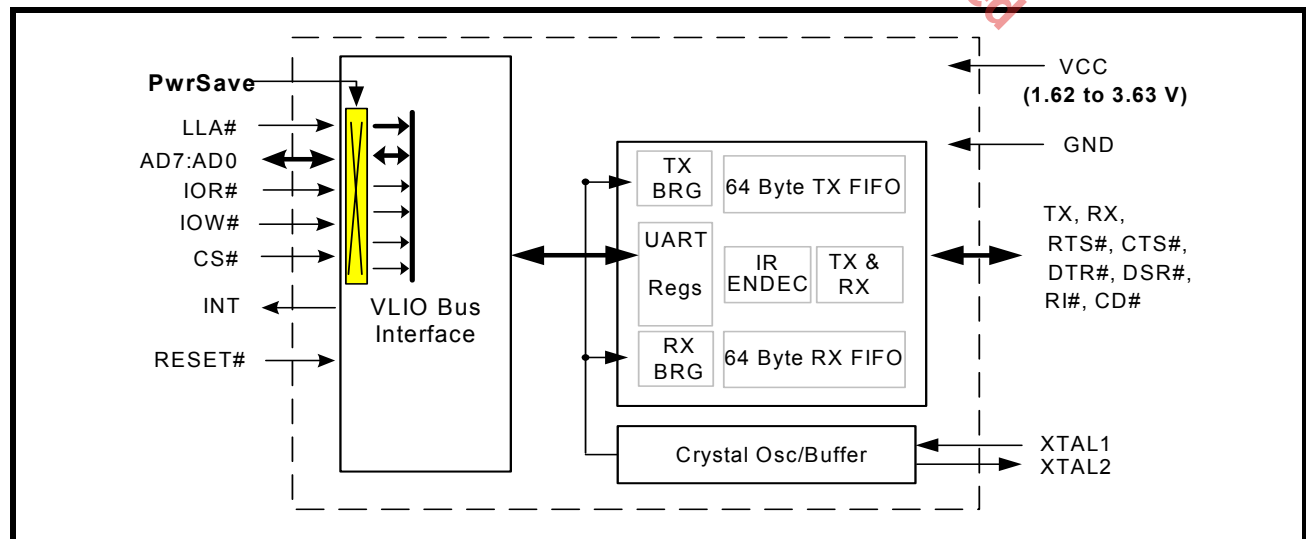 PwrSave
LLA#
AD7:AD0
IOR#
IOW#
CS#
INT
RESET#
VLIO Bus
Interface
TX
BRG
64 Byte TX FIFO
UART
Regs
IR
ENDEC
TX &
RX
RX
BRG
64 Byte RX FIFO
Crystal Osc/Buffer
VCC
(1.62 to 3.63 V)
GND
TX, RX,
RTS#, CTS#,
DTR#, DSR#,
RI#, CD#
XTAL1
XTAL2